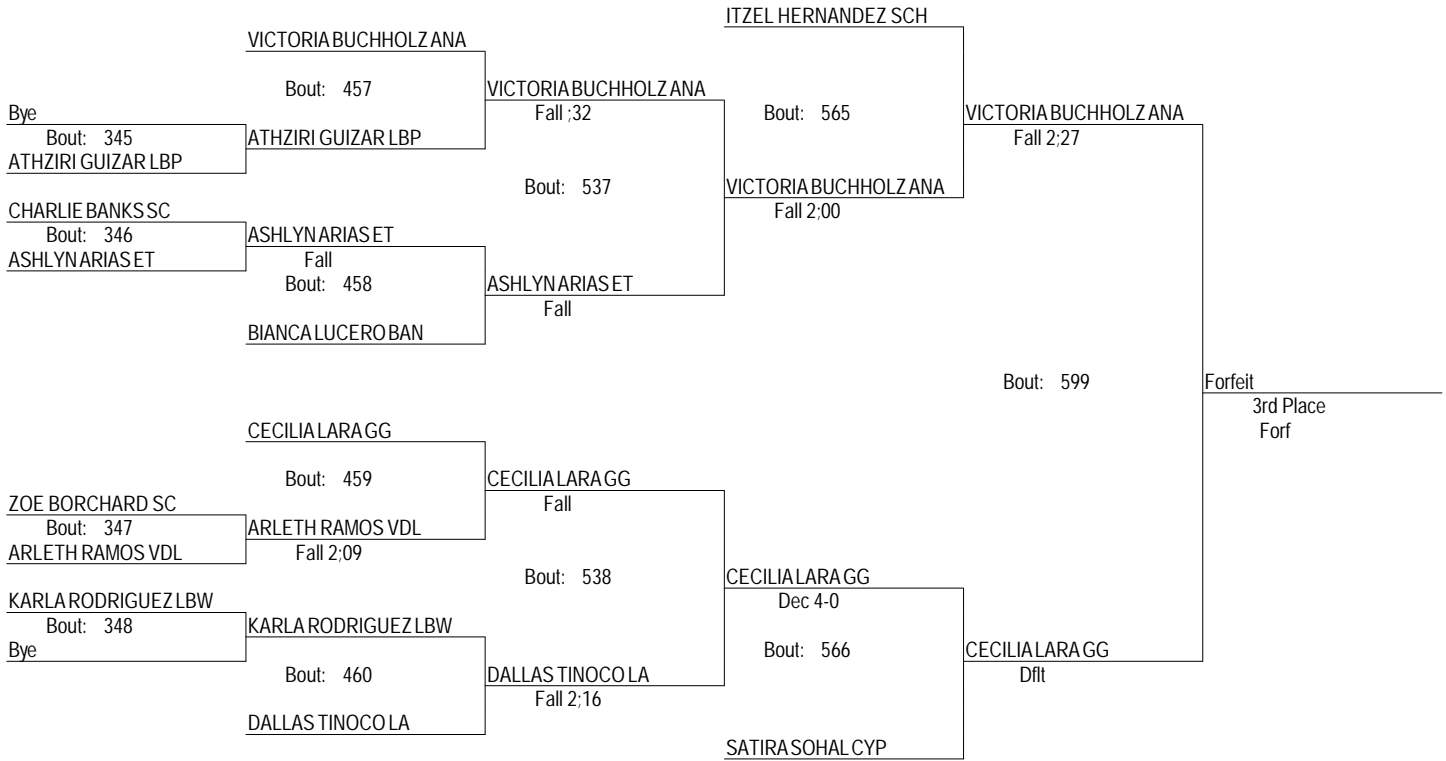 ITZEL HERNANDEZ SCH
VICTORIA BUCHHOLZ ANA
Bout: 457
VICTORIA BUCHHOLZ ANA
Fall ;32
Bout: 565
VICTORIA BUCHHOLZ ANA
Fall 2;27
Bye
Bout: 345
ATHZIRI GUIZAR LBP
ATHZIRI GUIZAR LBP
Bout: 537
VICTORIA BUCHHOLZ ANA
Fall 2;00
CHARLIE BANKS SC
Bout: 346
ASHLYN ARIAS ET
ASHLYN ARIAS ET
Fall
Bout: 458
ASHLYN ARIAS ET
Fall
BIANCA LUCERO BAN
Bout: 599
Forfeit
3rd Place
Forf
CECILIA LARA GG
Bout: 459
CECILIA LARA GG
Fall
ZOE BORCHARD SC
Bout: 347
ARLETH RAMOS VDL
ARLETH RAMOS VDL
Fall 2;09
Bout: 538
CECILIA LARA GG
Dec 4-0
KARLA RODRIGUEZ LBW
Bout: 348
Bye
KARLA RODRIGUEZ LBW
Bout: 566
CECILIA LARA GG
Dflt
Bout: 460
DALLAS TINOCO LA
Fall 2;16
DALLAS TINOCO LA
SATIRA SOHAL CYP